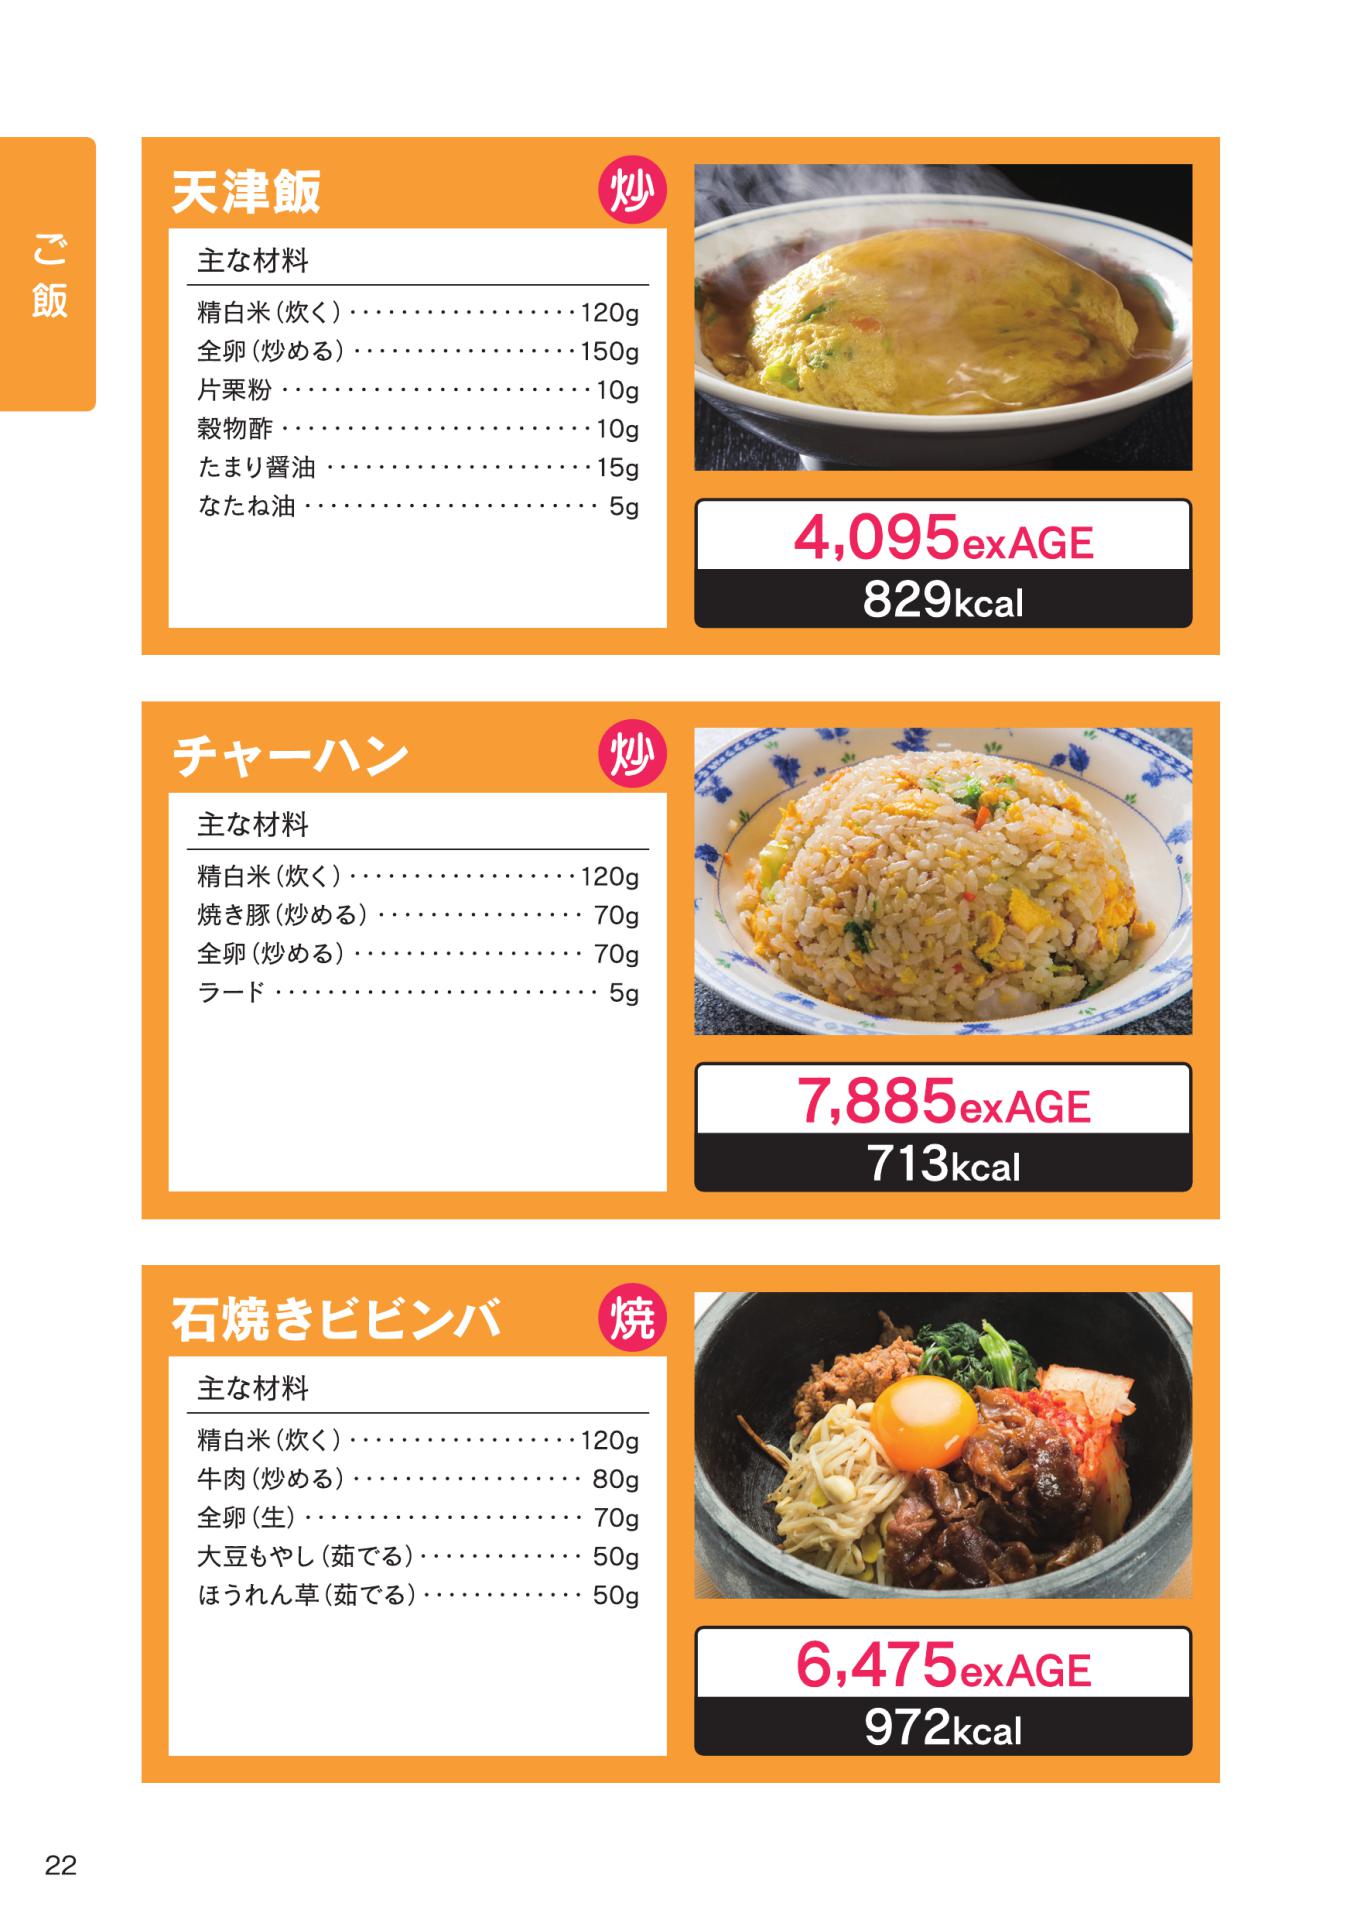 ご飯
天津飯
炒
主な材料
精白米(炊く)‥‥‥‥‥‥‥‥‥120g
全卵(炒める)‥‥‥‥‥‥‥‥‥150g
片栗粉‥‥‥‥‥‥‥‥‥‥‥‥10g
穀物酢‥‥‥‥‥‥‥‥‥‥‥‥10g
たまり醤油‥‥‥‥‥‥‥‥‥‥15g
なたね油‥‥‥‥‥‥‥‥‥‥‥5g
4,095exAGE
829kcal
チャーハン
炒
主な材料
精白米(炊く)‥‥‥‥‥‥‥‥‥120g
焼き豚(炒める)‥‥‥‥‥‥‥‥70g
全卵(炒める)‥‥‥‥‥‥‥‥‥70g
ラード‥‥‥‥‥‥‥‥‥‥‥‥5g
7,885exAGE
713kcal
石焼きビビンバ
焼
主な材料
精白米(炊く)‥‥‥‥‥‥‥‥‥120g
牛肉(炒める)‥‥‥‥‥‥‥‥‥80g
全卵(生)‥‥‥‥‥‥‥‥‥‥‥70g
大豆もやし(茹でる)‥‥‥‥‥‥50g
ほうれん草(茹でる)‥‥‥‥‥‥50g
6,475exAGE
972kcal
22